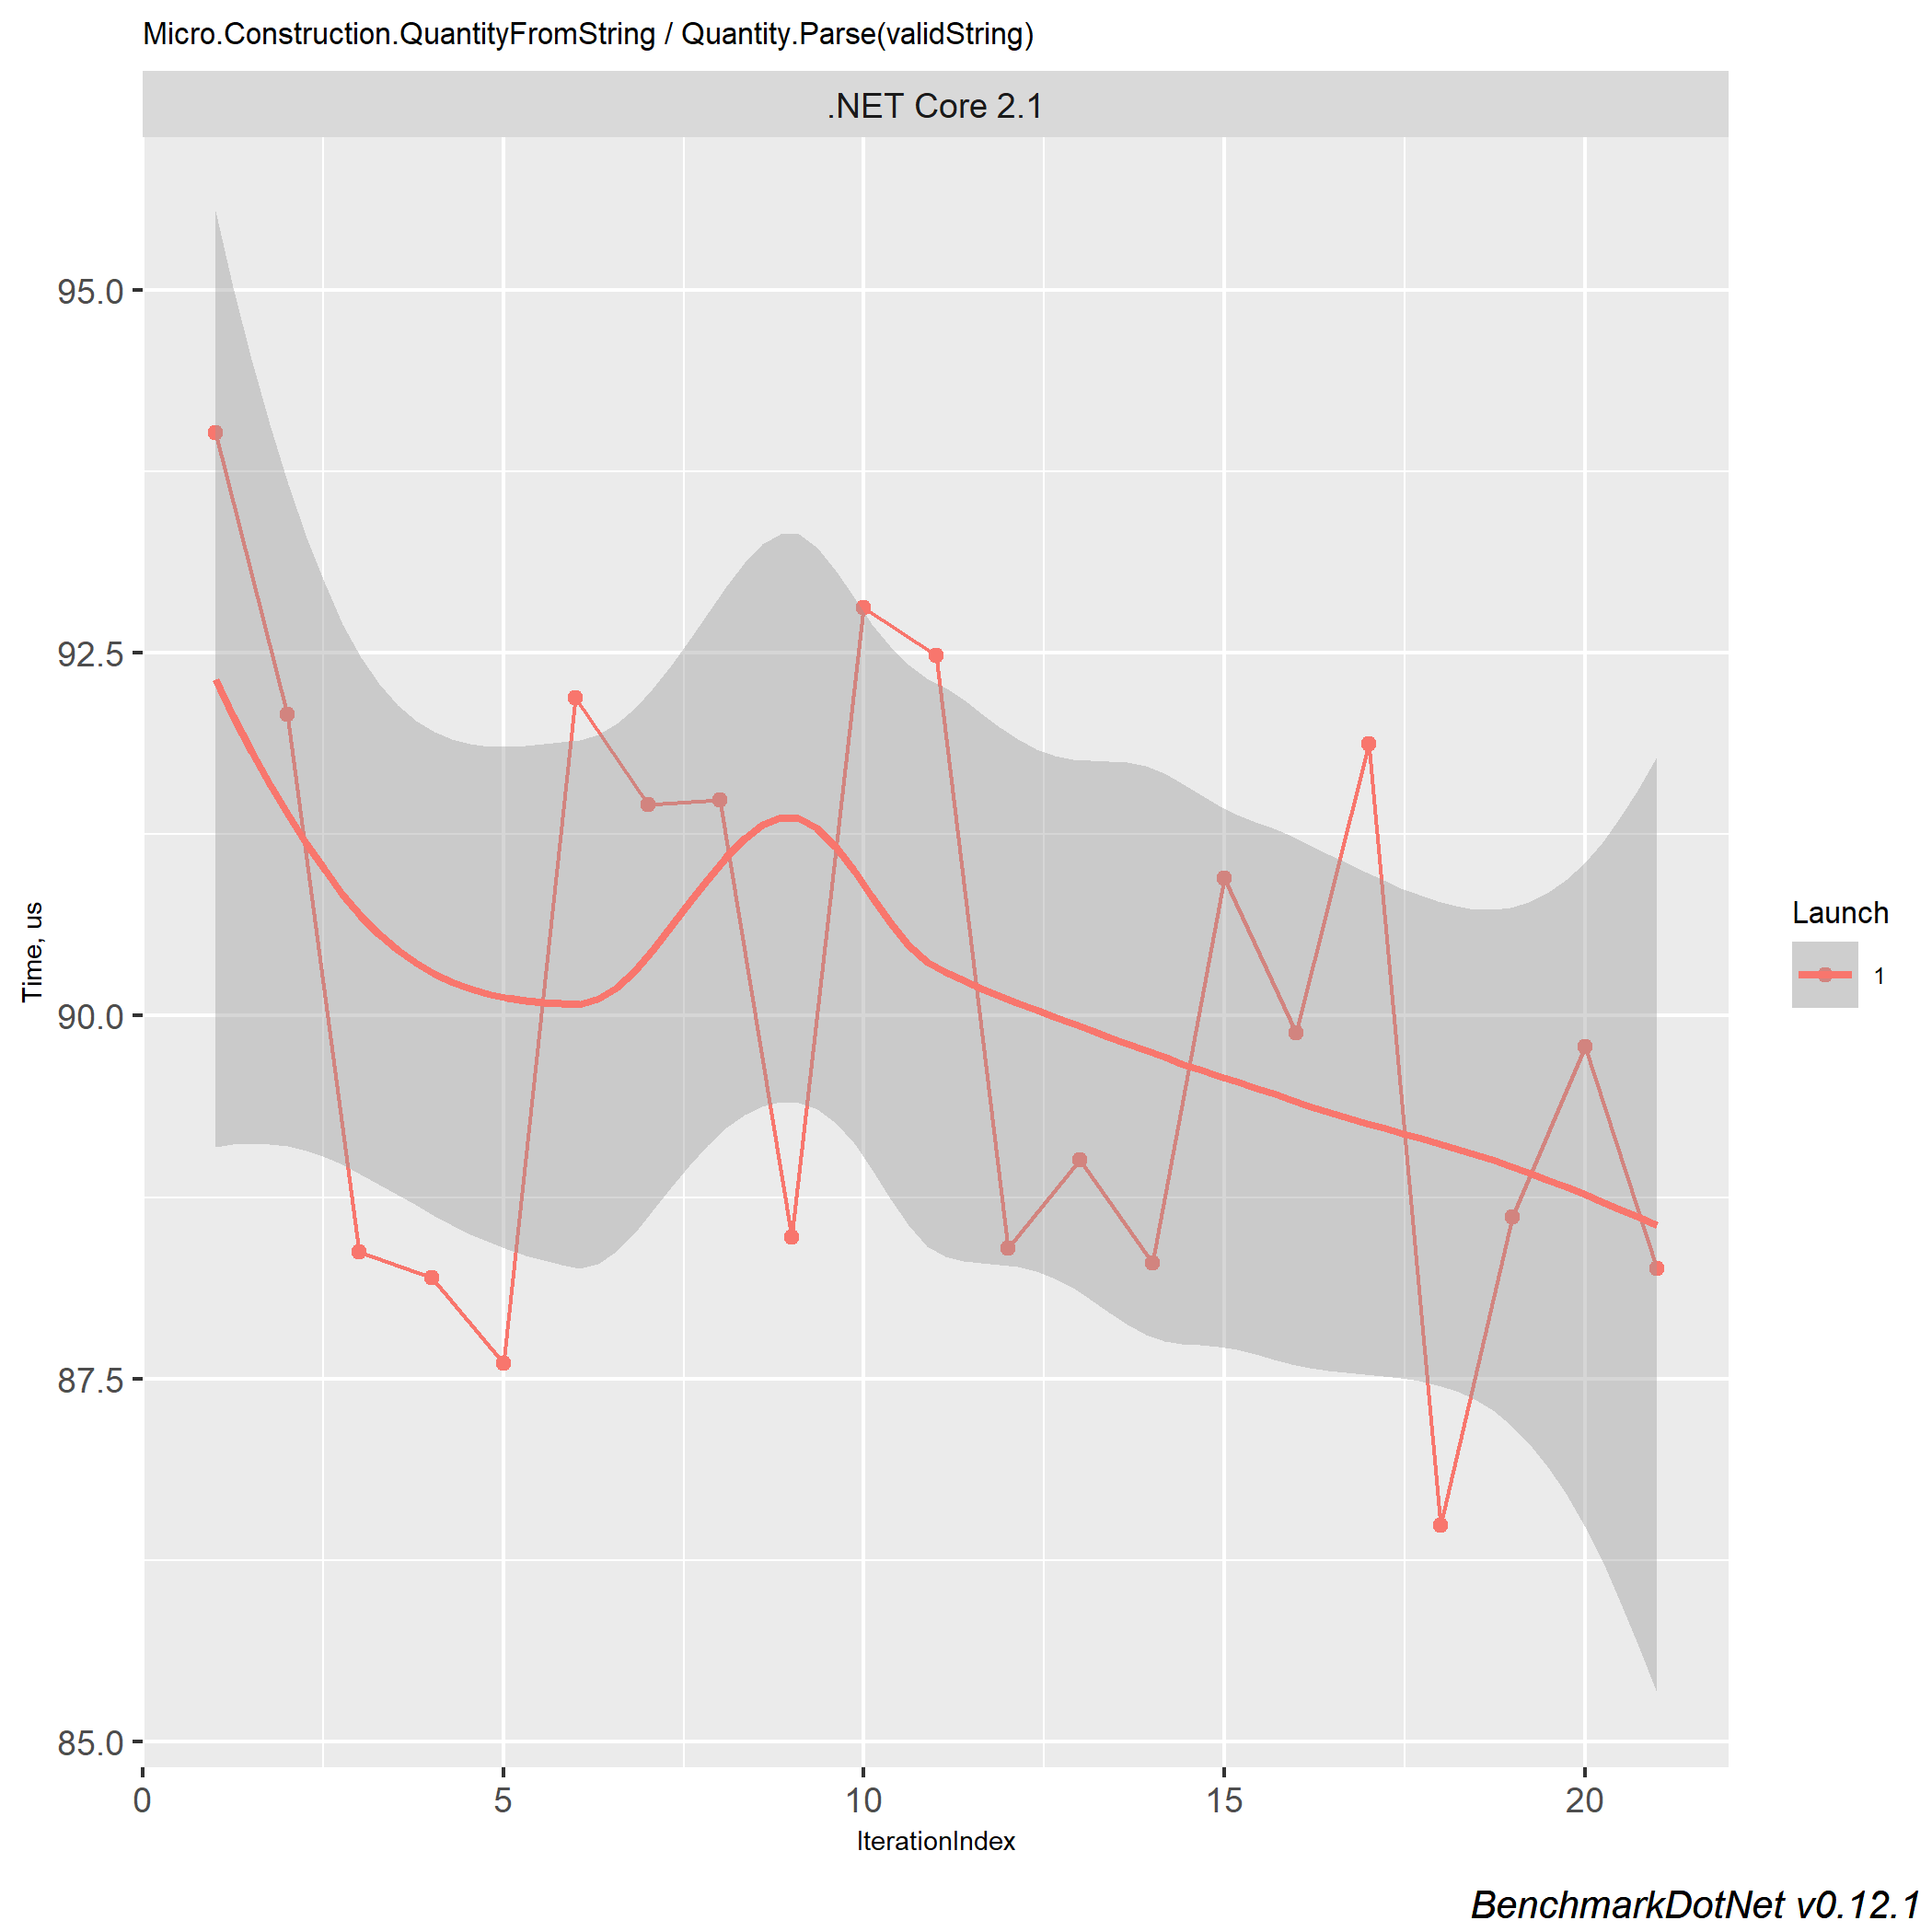 Micro.Construction.QuantityFromString / Quantity.Parse(validString)
.NET Core 2.1
95.0
92.5
90.0
87.5
85.0
Time, us
0 5 10 15 20
IterationIndex
Launch
1
BenchmarkDotNet v0.12.1